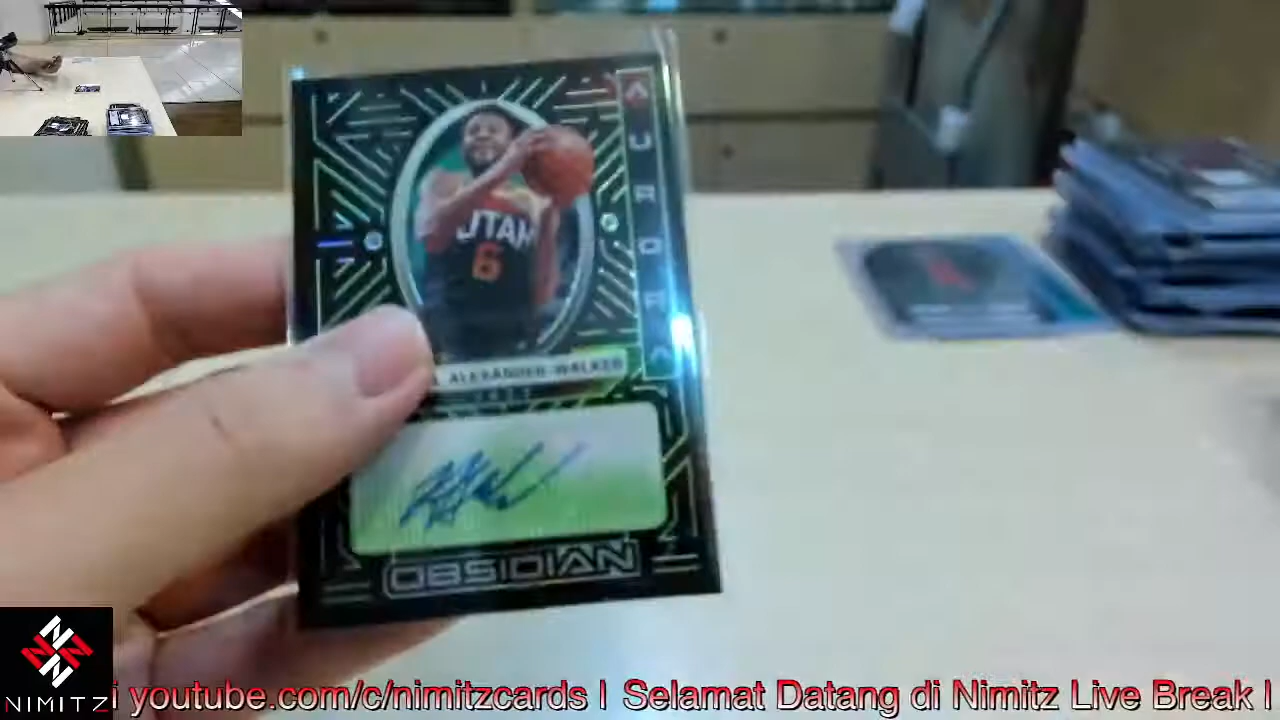 AURORA
UTAH
6
ALEXANDER-WALKER
OBSIDIAN
NIMITZ
youtube.com/c/nimitzcards | Selamat Datang di Nimitz Live Break |